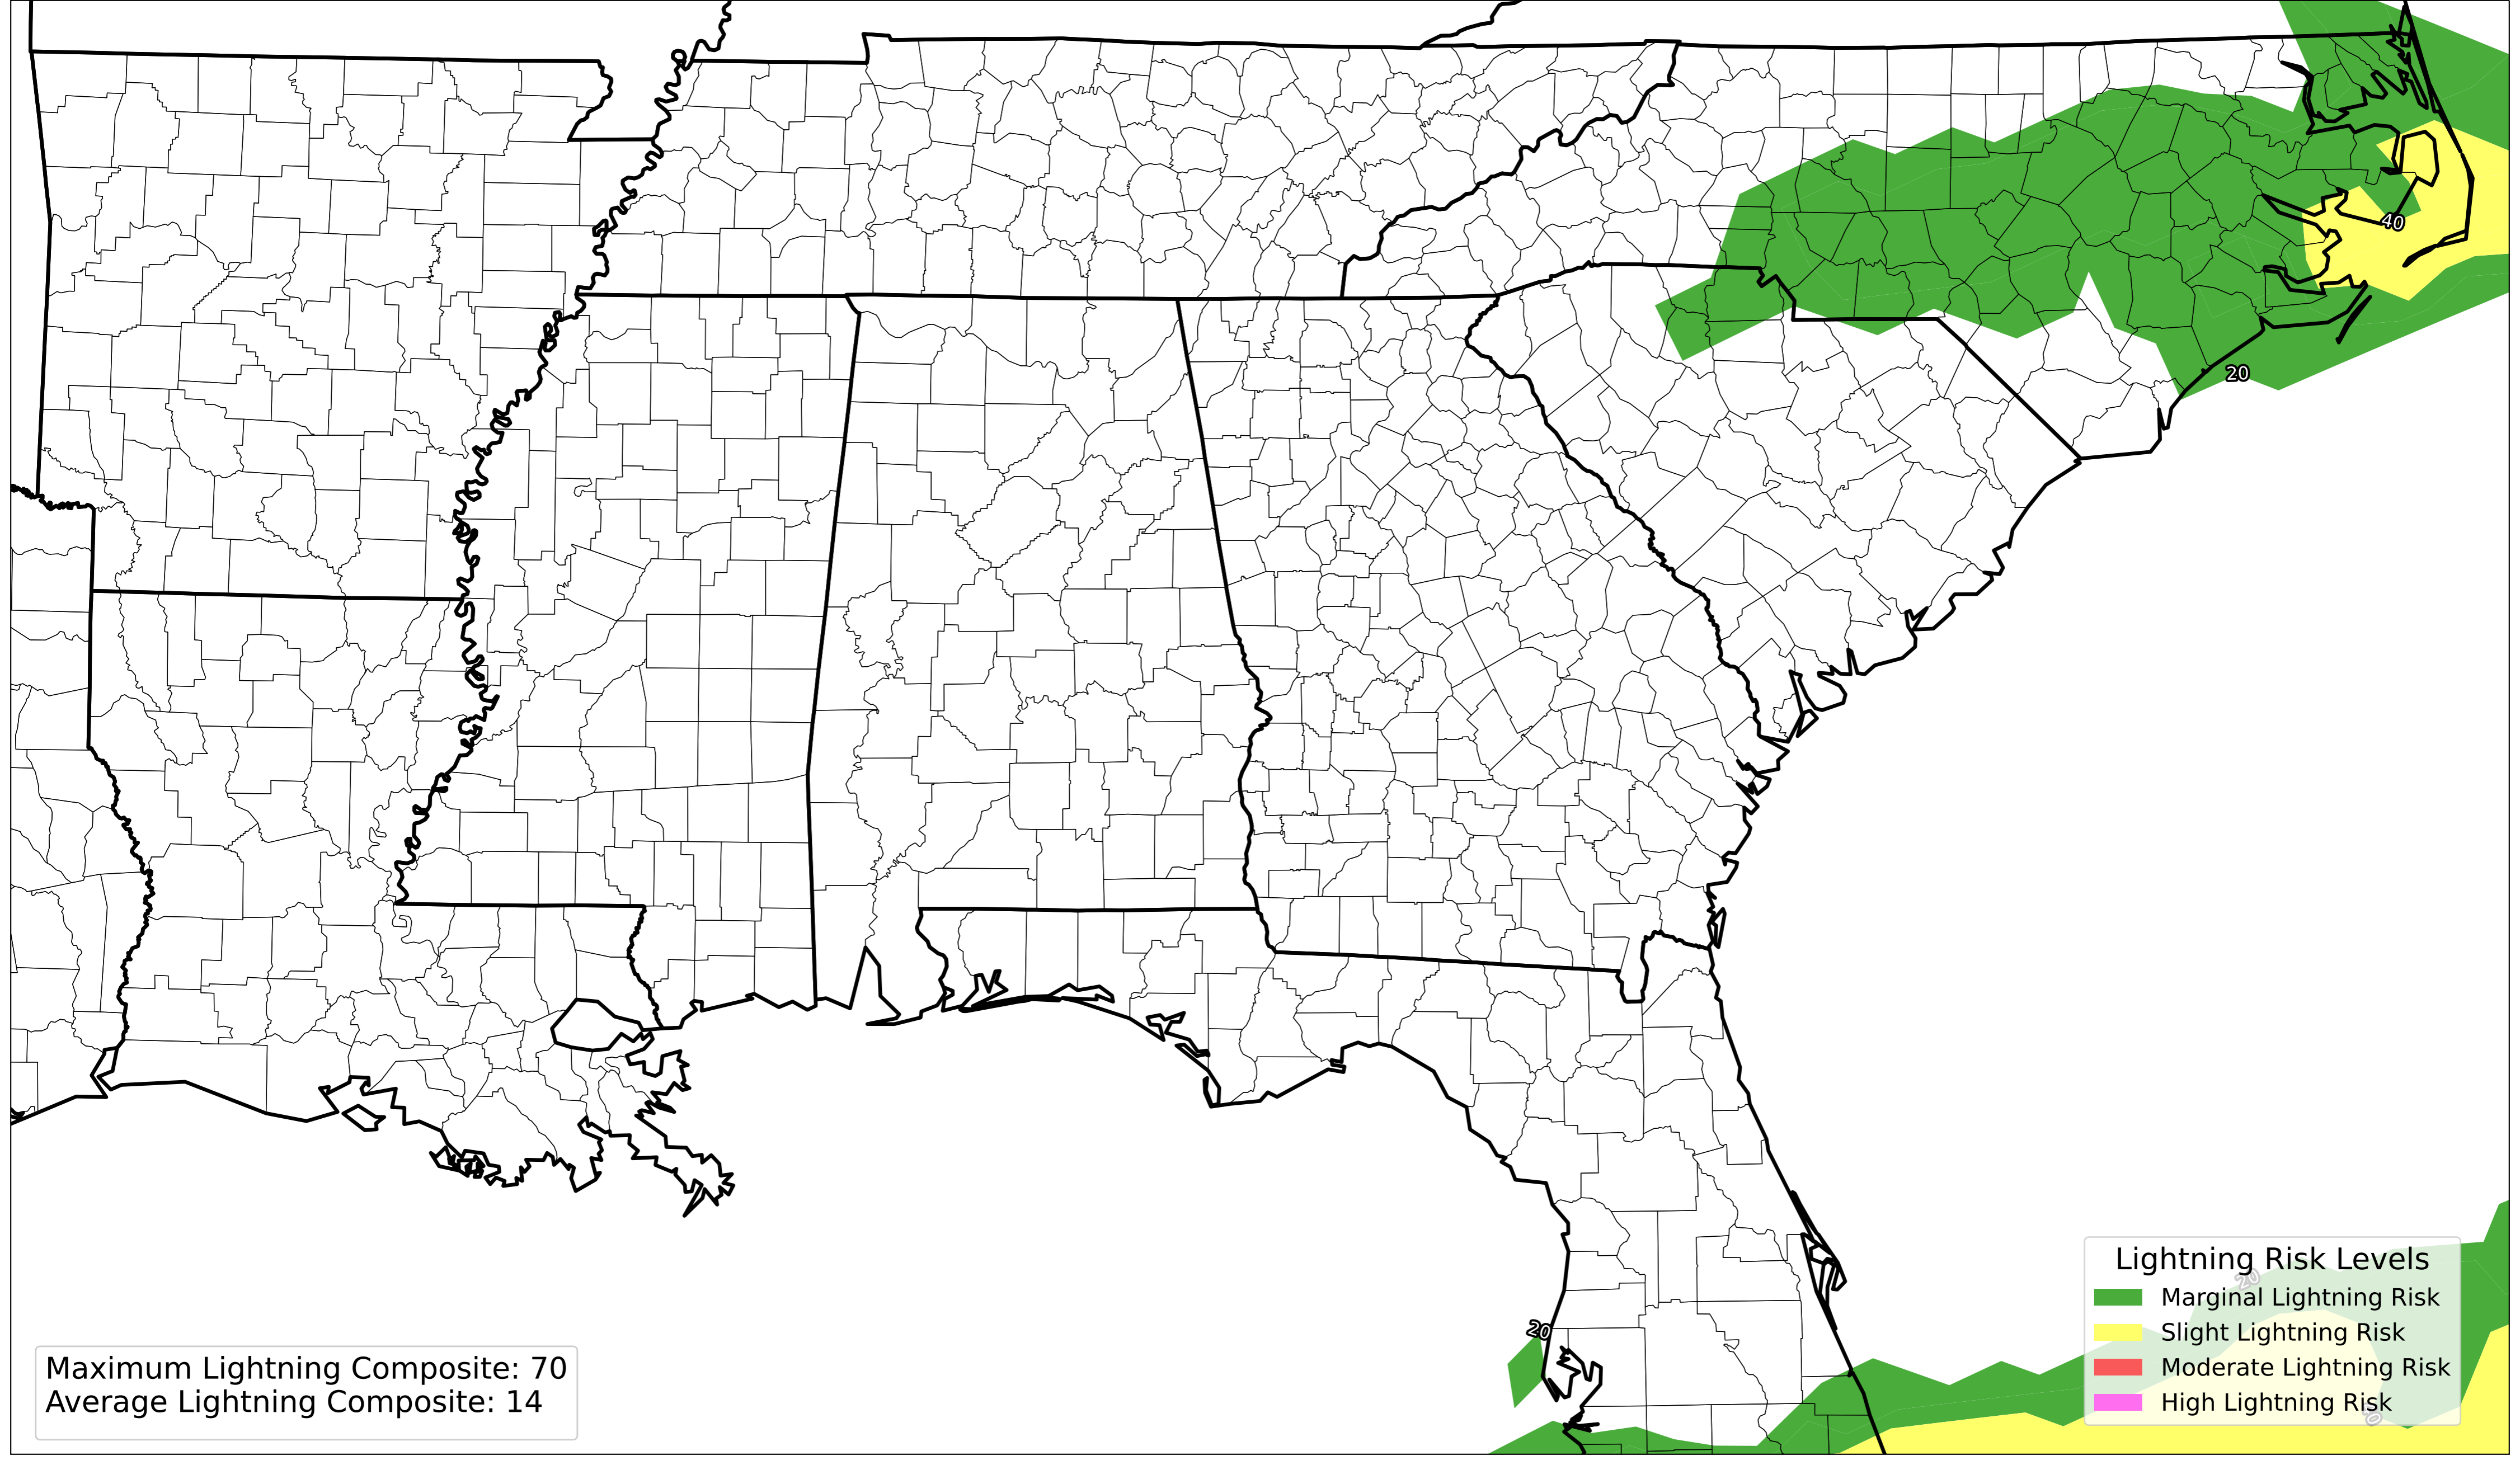 40
20
20
Lightning Risk Levels
20
Marginal Lightning Risk
Slight Lightning Risk
Moderate Lightning Risk
High Lightning Risk
Maximum Lightning Composite: 70
Average Lightning Composite: 14